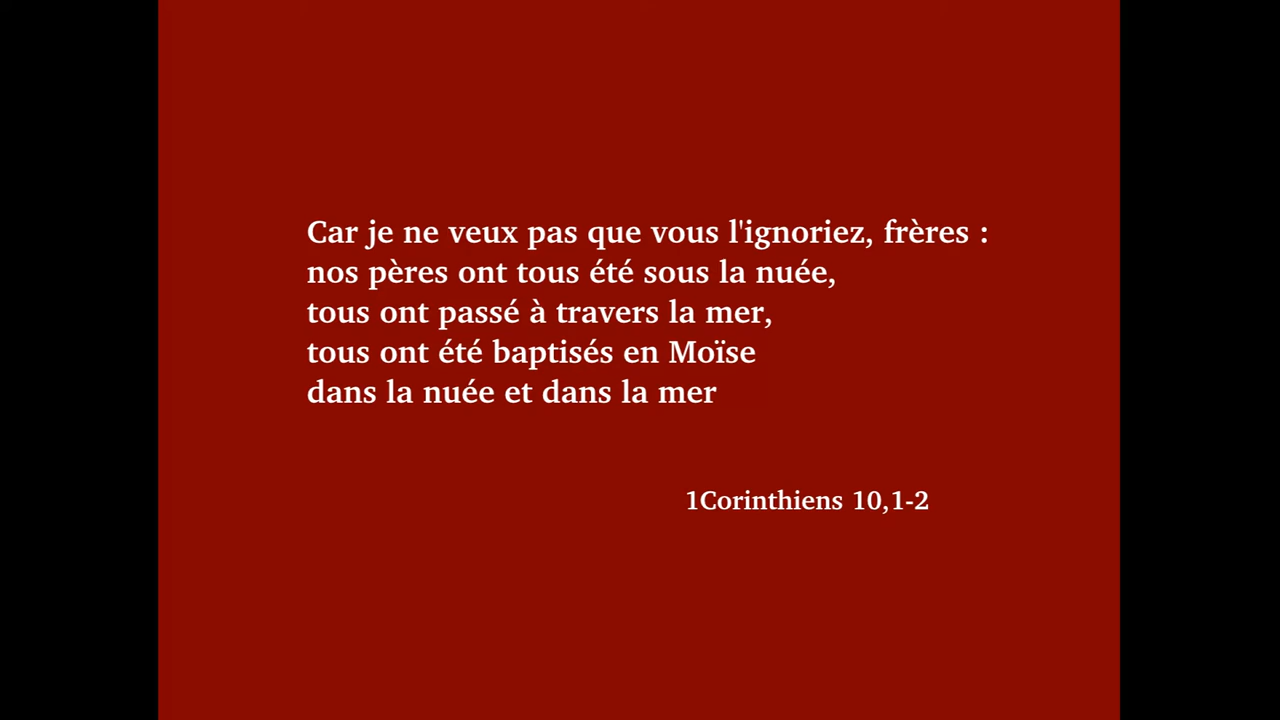 Car je ne veux pas que vous l'ignoriez, frères :
nos pères ont tous été sous la nuée,
tous ont passé à travers la mer,
tous ont été baptisés en Moïse
dans la nuée et dans la mer
1Corinthiens 10,1-2